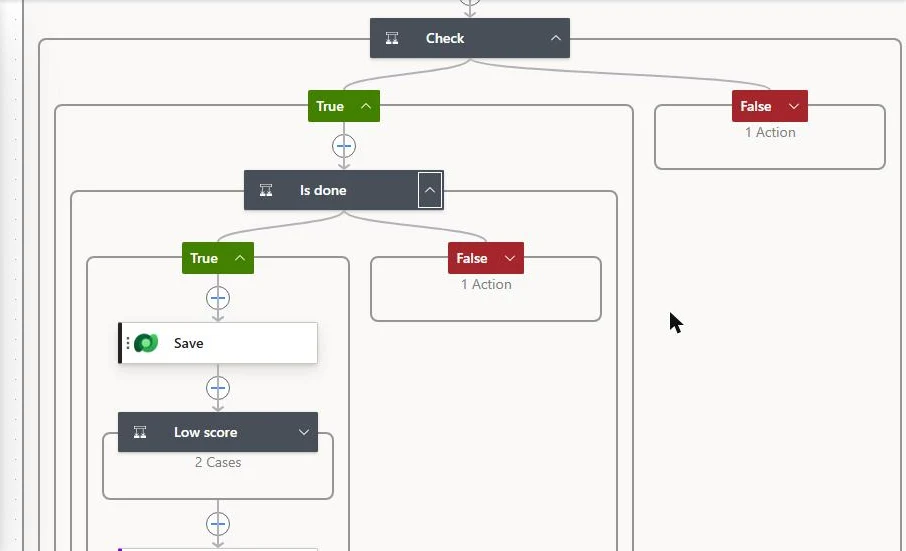 Check
True
False
1 Action
Is done
True
False
1 Action
Save
Low score
2 Cases